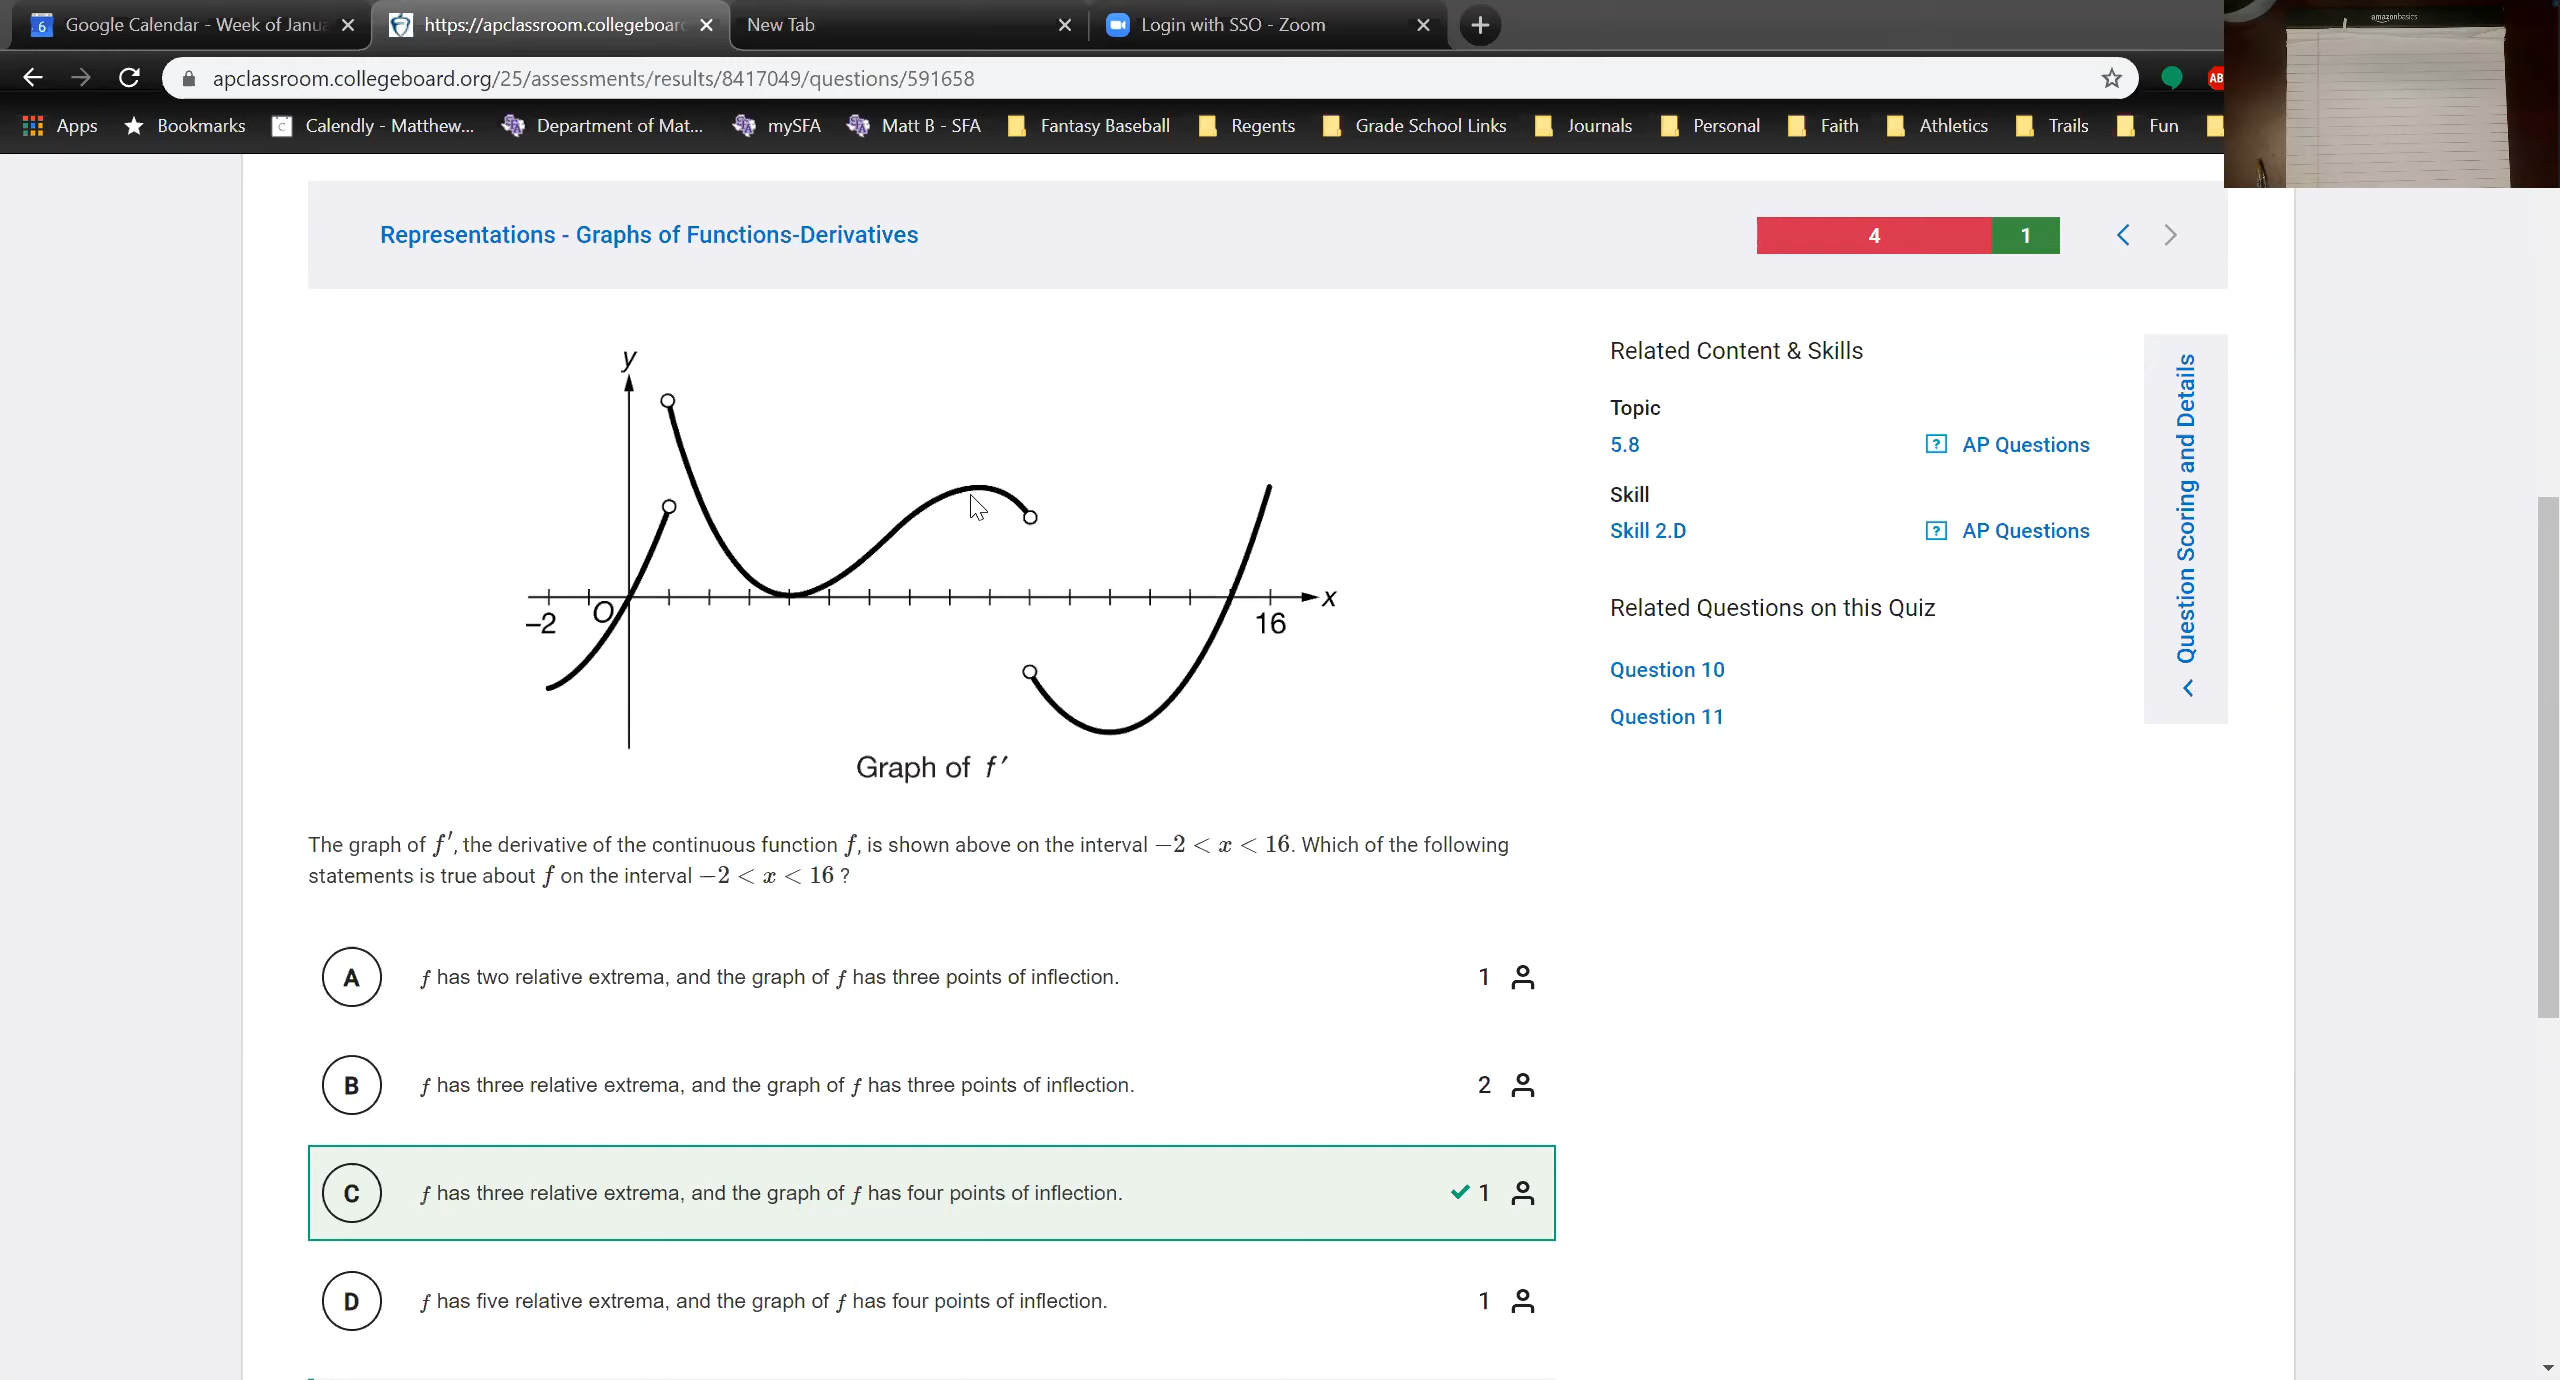 Google Calendar - Week of Janu
https://apclassroom.collegeboard
New Tab
Login with SSO - Zoom
apclassroom.collegeboard.org/25/assessments/results/8417049/questions/591658
Apps Bookmarks Calendly - Matthew... Department of Mat... mySFA Matt B - SFA Fantasy Baseball Regents Grade School Links Journals Personal Faith Athletics Trails Fun
amazonbasics
Representations - Graphs of Functions-Derivatives
4 1
y
O
−2
16
x
Graph of f ′
Related Content & Skills
Topic
5.8 AP Questions
Skill
Skill 2.D AP Questions
Related Questions on this Quiz
Question 10
Question 11
Question Scoring and Details
The graph of f′, the derivative of the continuous function f, is shown above on the interval −2 < x < 16. Which of the following
statements is true about f on the interval −2 < x < 16 ?
A f has two relative extrema, and the graph of f has three points of inflection. 1
B f has three relative extrema, and the graph of f has three points of inflection. 2
C f has three relative extrema, and the graph of f has four points of inflection. ✓ 1
D f has five relative extrema, and the graph of f has four points of inflection. 1